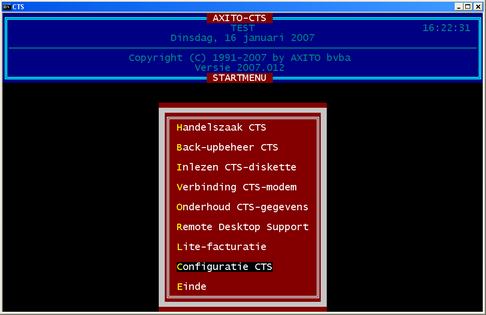 CTS
AXITO-CTS
TEST 16:22:31
Dinsdag, 16 januari 2007
Copyright (C) 1991-2007 by AXITO bvba
Versie 2007.012
STARTMENU
Handelszaak CTS
Back-upbeheer CTS
Inlezen CTS-diskette
Verbinding CTS-modem
Onderhoud CTS-gegevens
Remote Desktop Support
Lite-facturatie
Configuratie CTS
Einde